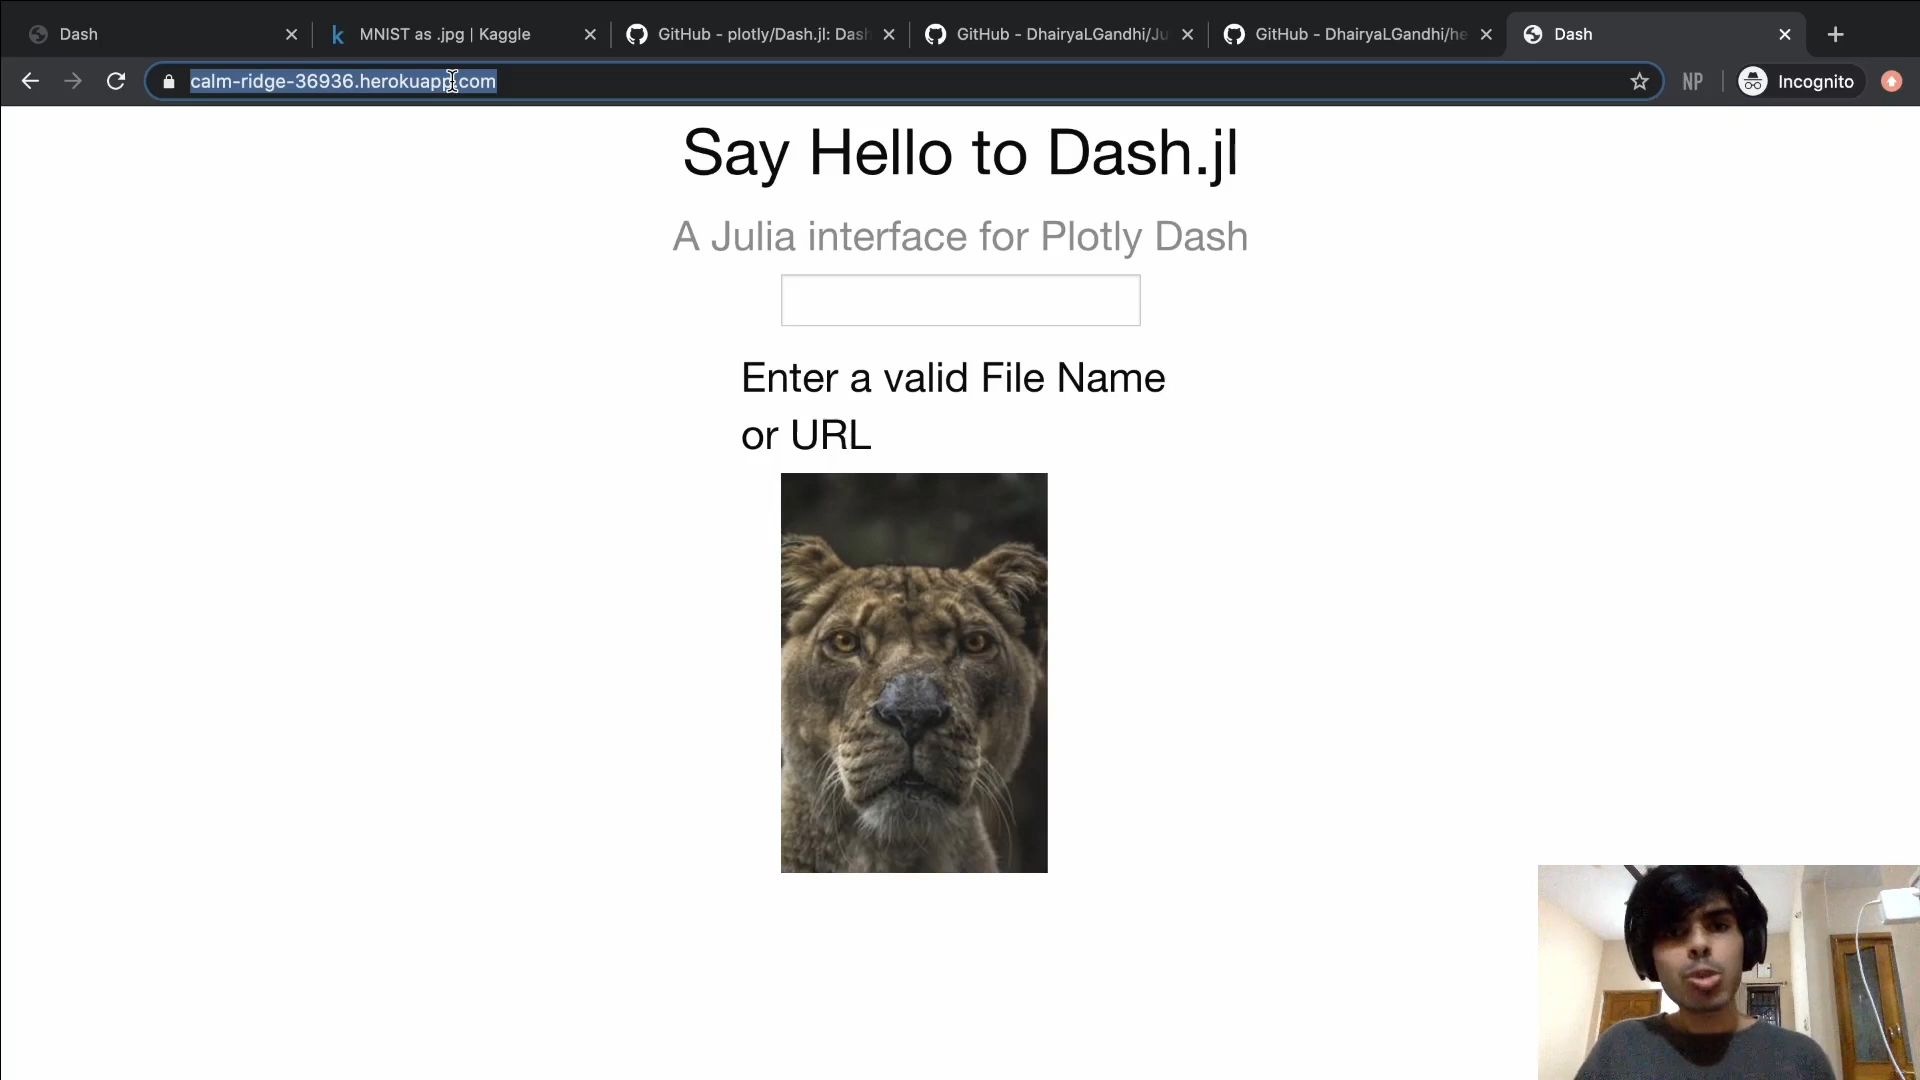 Dash
MNIST as .jpg | Kaggle
GitHub - plotly/Dash.jl: Dash
GitHub - DhairyaLGandhi/Ju
GitHub - DhairyaLGandhi/he
Dash
calm-ridge-36936.herokuapp.com
NP
Incognito
Say Hello to Dash.jl
A Julia interface for Plotly Dash
Enter a valid File Name
or URL